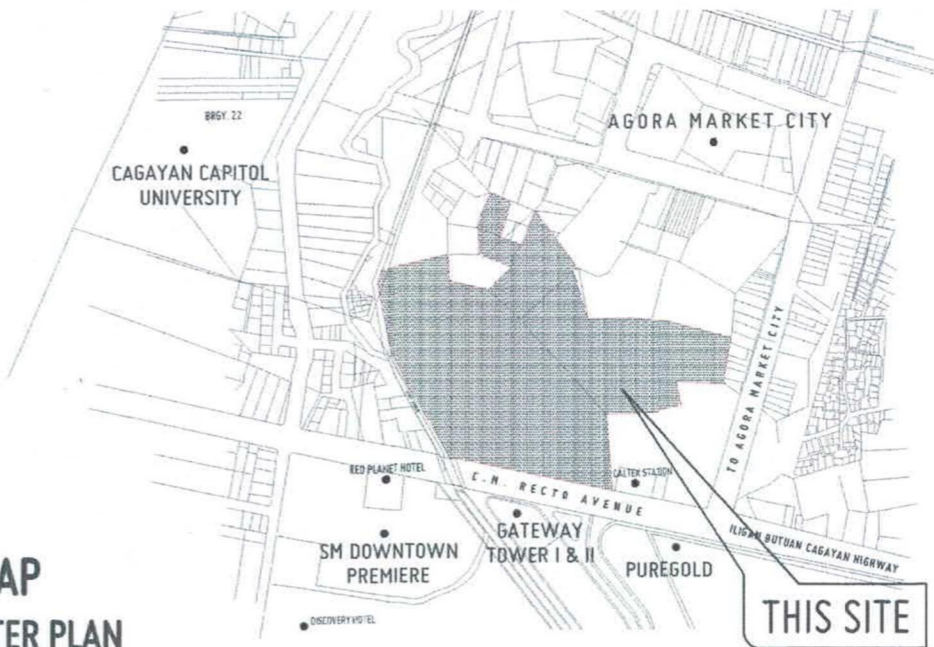 BRGY. 22
CAGAYAN CAPITOL
UNIVERSITY
AGORA MARKET CITY
TO AGORA MARKET CITY
RED PLANET HOTEL
C.M. RECTO AVENUE
CALTEX STATION
GATEWAY
TOWER I & II
SM DOWNTOWN
PREMIERE
PUREGOLD
ILIGAN BUTUAN CAGAYAN HIGHWAY
DISCOVERY HOTEL
THIS SITE
AP
TER PLAN